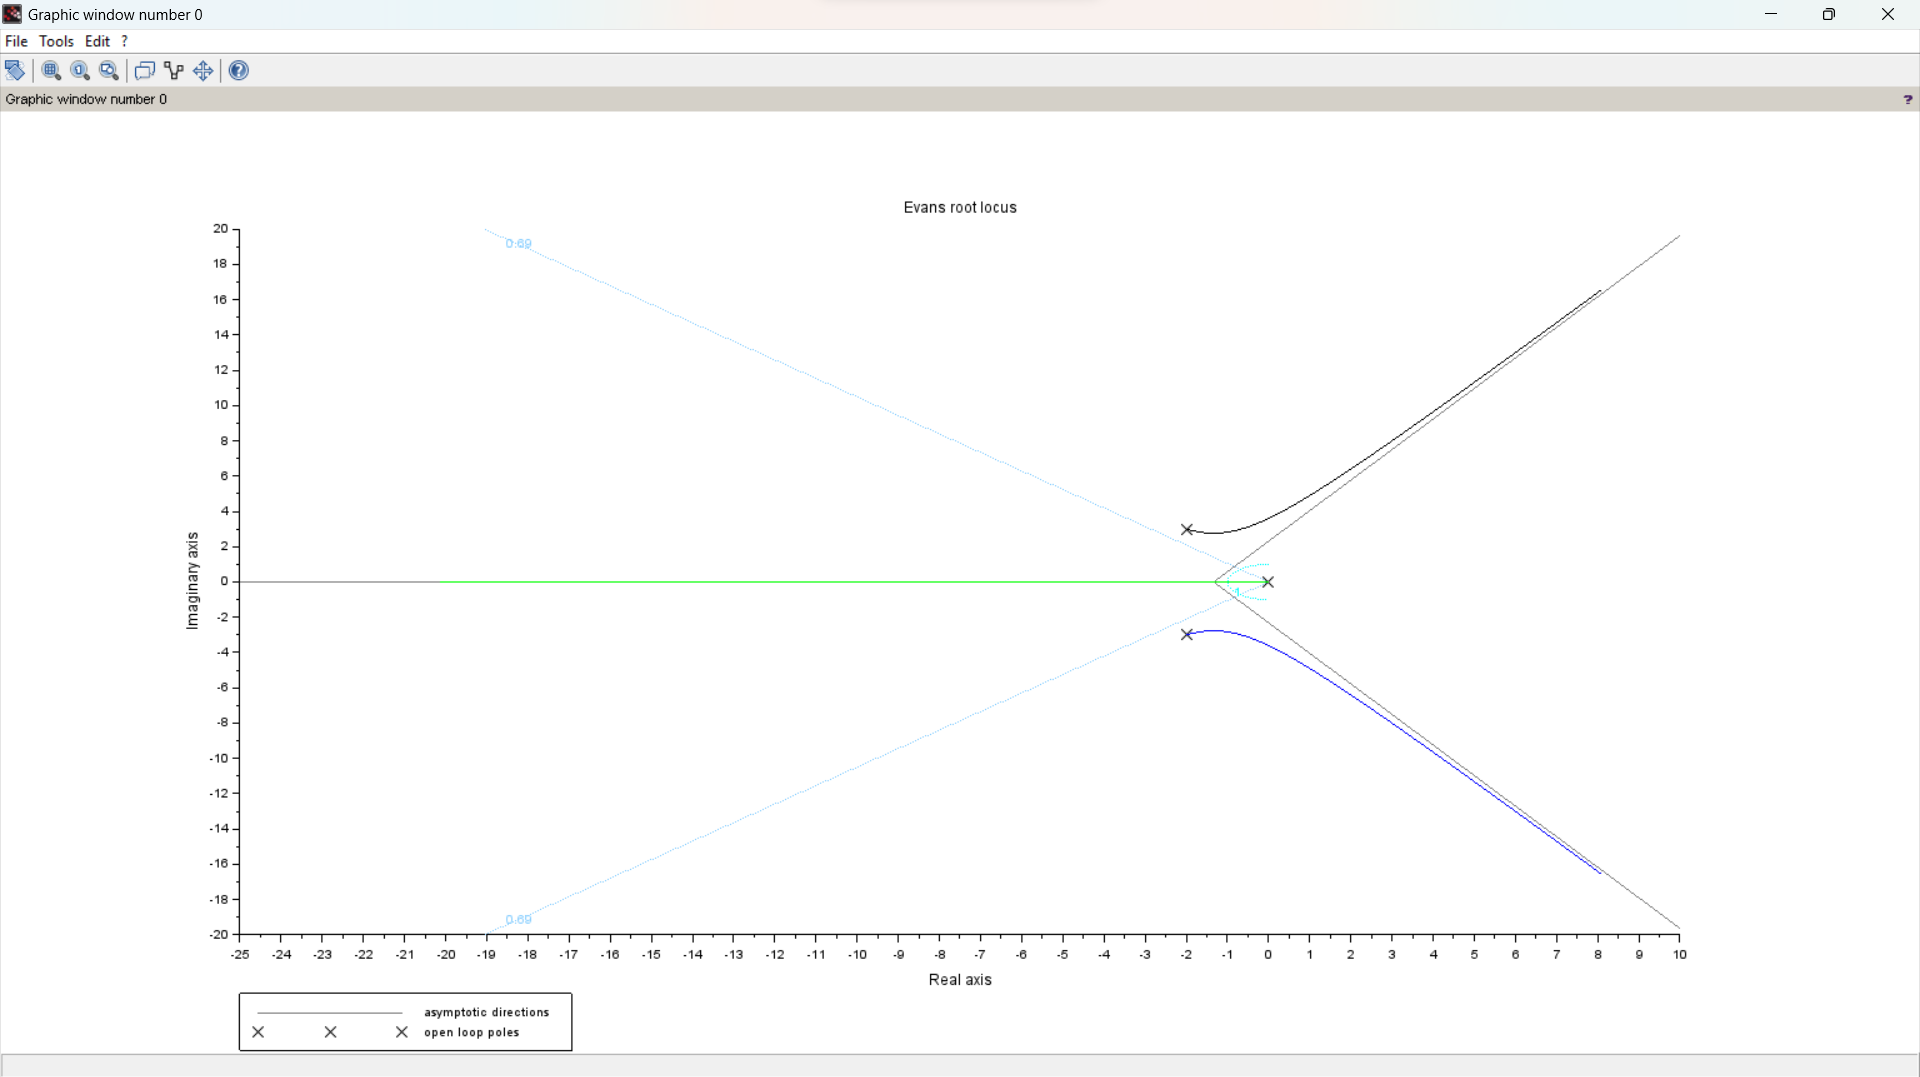 Graphic window number 0
File Tools Edit ?
Graphic window number 0 ?
Evans root locus
20
18
16
14
12
10
8
6
4
2
0
-2
-4
-6
-8
-10
-12
-14
-16
-18
-20
Imaginary axis
0.69
1
0.69
-25 -24 -23 -22 -21 -20 -19 -18 -17 -16 -15 -14 -13 -12 -11 -10 -9 -8 -7 -6 -5 -4 -3 -2 -1 0 1 2 3 4 5 6 7 8 9 10
Real axis
asymptotic directions
open loop poles